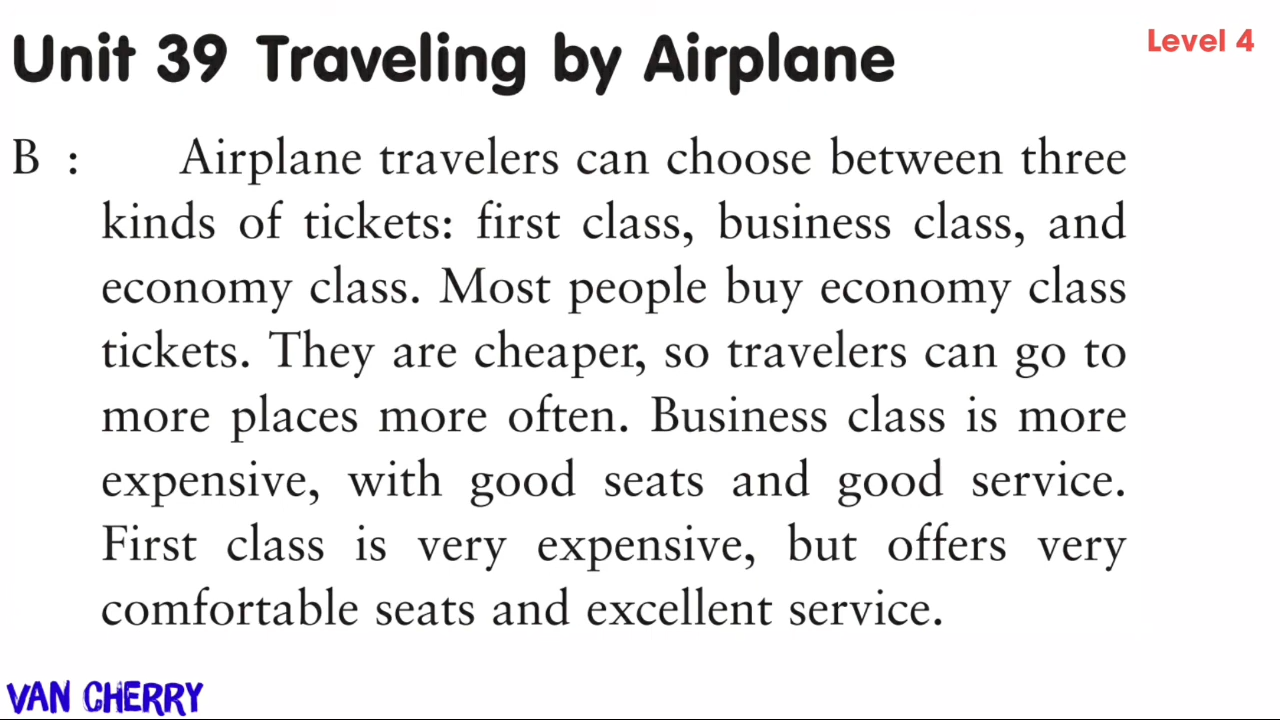 Unit 39 Traveling by Airplane
Level 4
B : Airplane travelers can choose between three
kinds of tickets: first class, business class, and
economy class. Most people buy economy class
tickets. They are cheaper, so travelers can go to
more places more often. Business class is more
expensive, with good seats and good service.
First class is very expensive, but offers very
comfortable seats and excellent service.
VAN CHERRY